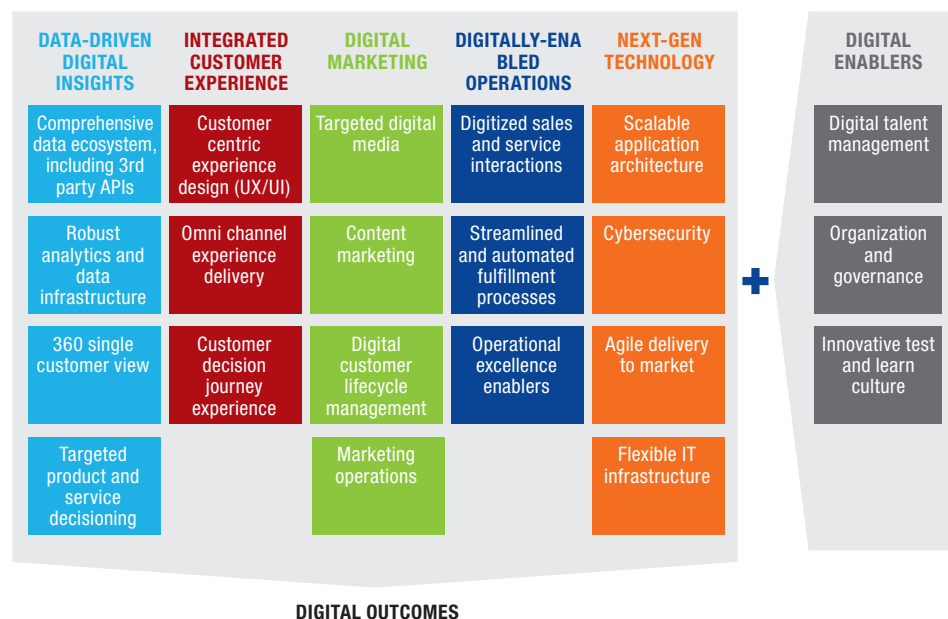 DATA-DRIVEN
DIGITAL
INSIGHTS
Comprehensive
data ecosystem,
including 3rd
party APIs
Robust
analytics and
data
infrastructure
360 single
customer view
Targeted
product and
service
decisioning
INTEGRATED
CUSTOMER
EXPERIENCE
Customer
centric
experience
design (UX/UI)
Omni channel
experience
delivery
Customer
decision
journey
experience
DIGITAL
MARKETING
Targeted digital
media
Content
marketing
Digital
customer
lifecycle
management
Marketing
operations
DIGITALLY-ENA
BLED
OPERATIONS
Digitized sales
and service
interactions
Streamlined
and automated
fulfillment
processes
Operational
excellence
enablers
NEXT-GEN
TECHNOLOGY
Scalable
application
architecture
Cybersecurity
Agile delivery
to market
Flexible IT
infrastructure
DIGITAL
ENABLERS
Digital talent
management
Organization
and
governance
Innovative test
and learn
culture
DIGITAL OUTCOMES